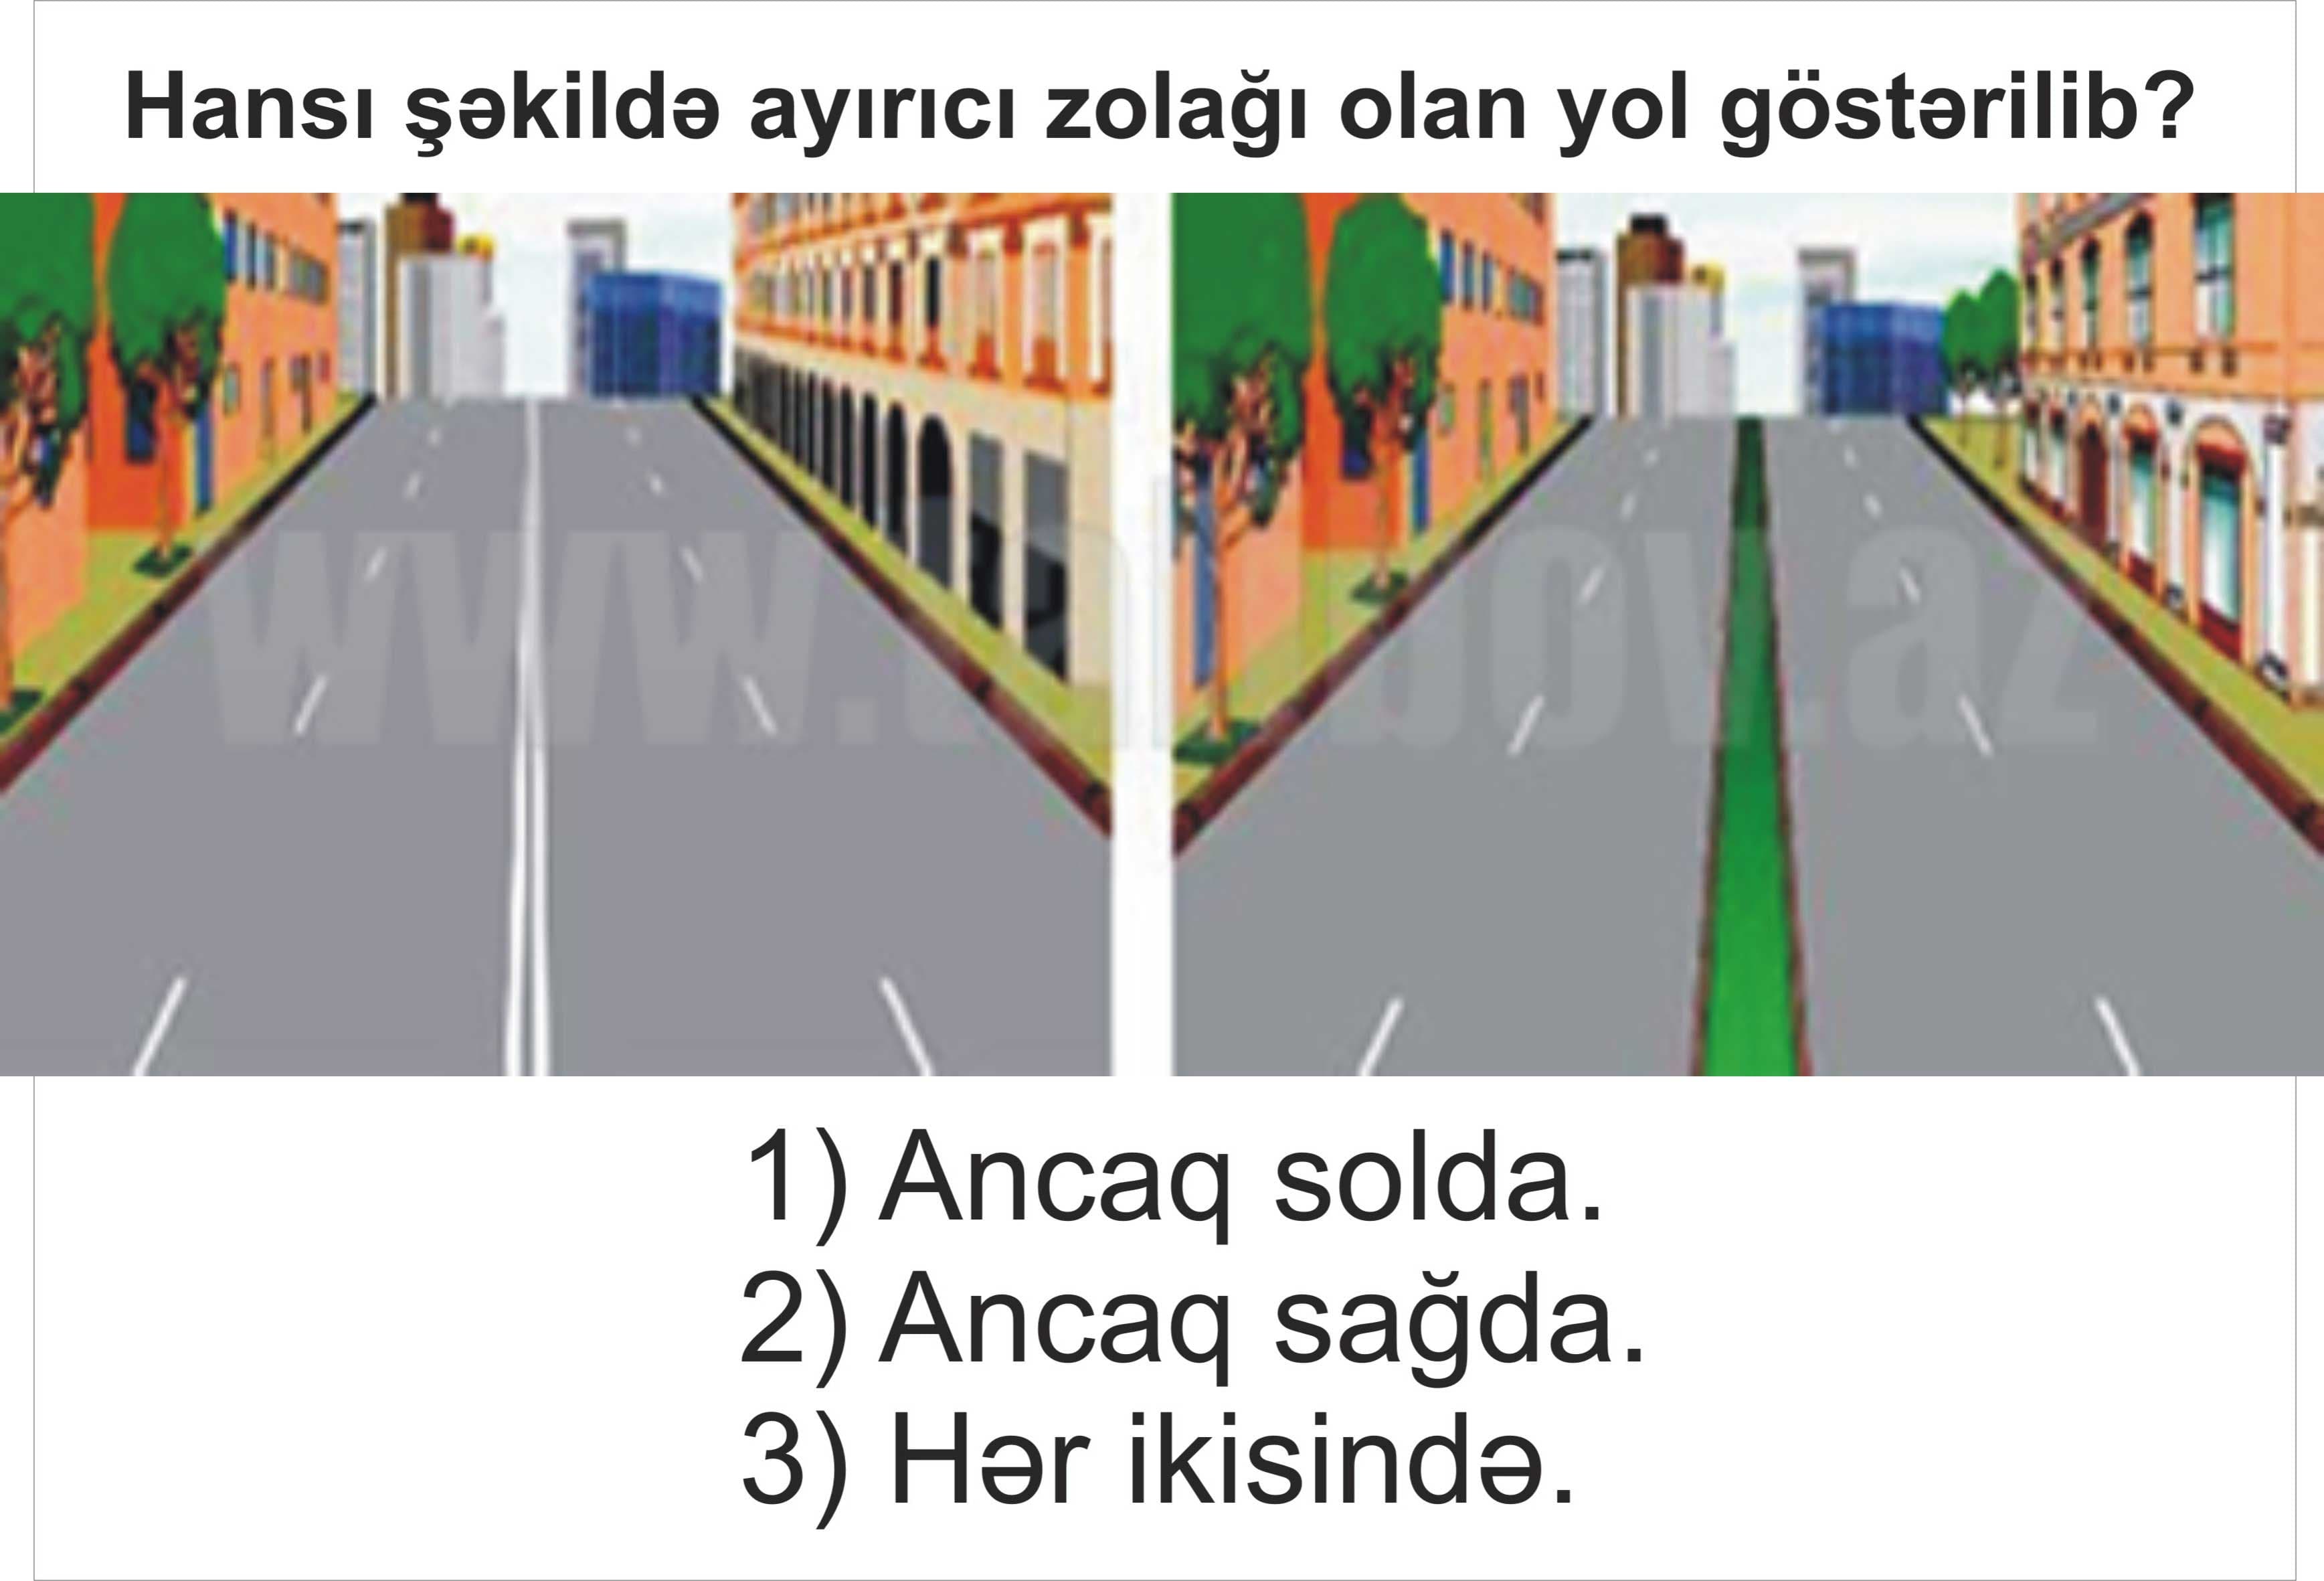 Hansı şəkildə ayırıcı zolağı olan yol göstərilib?
1) Ancaq solda.
2) Ancaq sağda.
3) Hər ikisində.